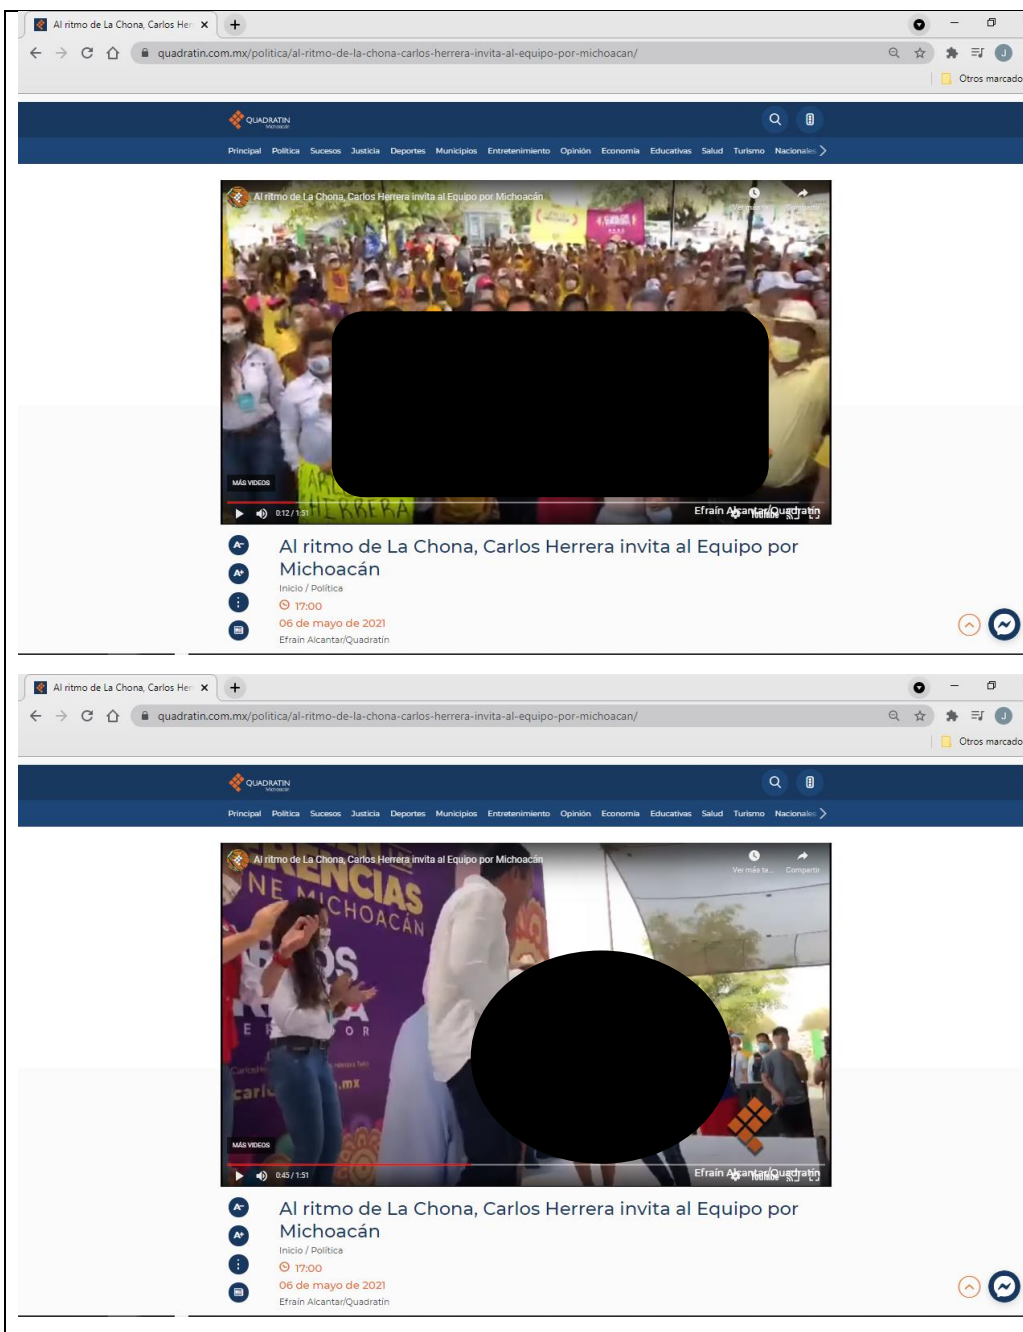 Al ritmo de La Chona, Carlos Her
quadratin.com.mx/politica/al-ritmo-de-la-chona-carlos-herrera-invita-al-equipo-por-michoacan/
J
Otros marcado
QUADRATIN
Michoacán
Principal Política Sucesos Justicia Deportes Municipios Entretenimiento Opinión Economía Educativas Salud Turismo Nacionales
Al ritmo de La Chona, Carlos Herrera invita al Equipo por Michoacán
MÁS VIDEOS
HERRERA
0:12 / 1:51
Efraín Alcantar/Quadratín
YouTube
A-
A+
Al ritmo de La Chona, Carlos Herrera invita al Equipo por
Michoacán
Inicio / Política
17:00
06 de mayo de 2021
Efraín Alcantar/Quadratín
Al ritmo de La Chona, Carlos Her
quadratin.com.mx/politica/al-ritmo-de-la-chona-carlos-herrera-invita-al-equipo-por-michoacan/
J
Otros marcado
QUADRATIN
Michoacán
Principal Política Sucesos Justicia Deportes Municipios Entretenimiento Opinión Economía Educativas Salud Turismo Nacionales
Al ritmo de La Chona, Carlos Herrera invita al Equipo por Michoacán
Ver más ta... Compartir
ERENCIAS
NE MICHOACÁN
OS
E R
O R
.mx
MÁS VIDEOS
0:45 / 1:51
Efraín Alcantar/Quadratín
YouTube
A-
A+
Al ritmo de La Chona, Carlos Herrera invita al Equipo por
Michoacán
Inicio / Política
17:00
06 de mayo de 2021
Efraín Alcantar/Quadratín